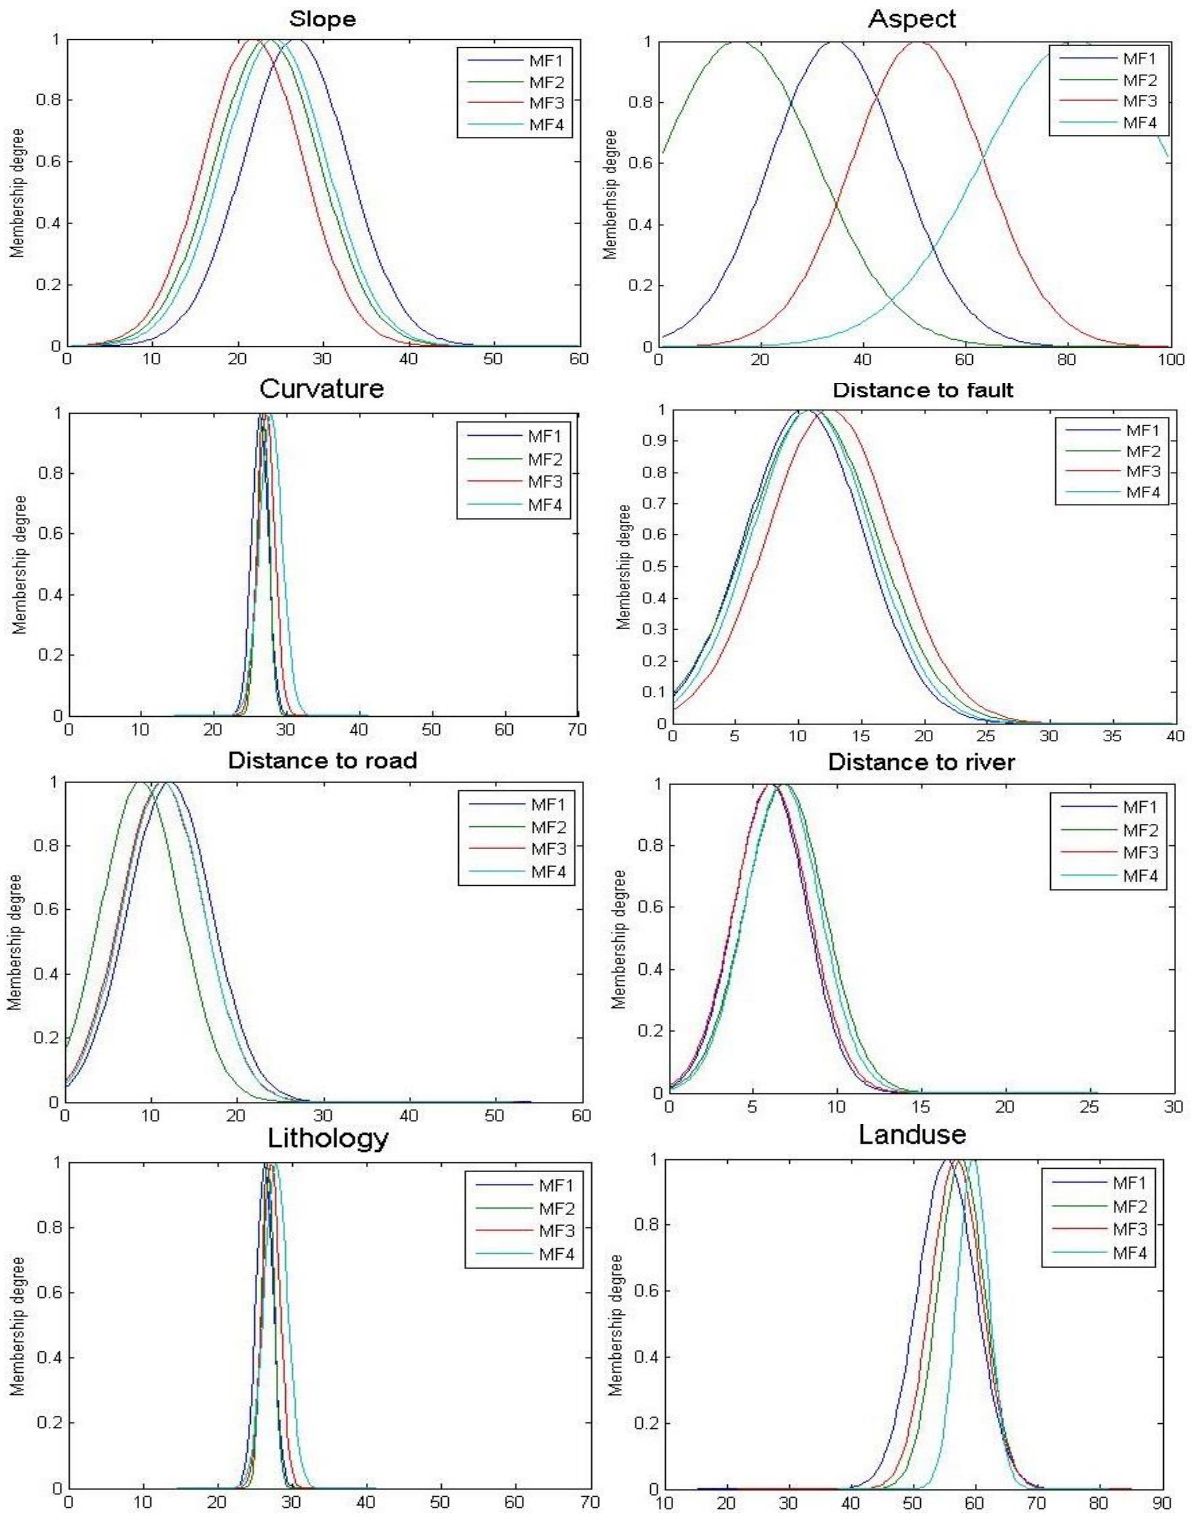 Slope
Membership degree
1
0.8
0.6
0.4
0.2
0
0 10 20 30 40 50 60
MF1
MF2
MF3
MF4
Aspect
Memberhsip degree
1
0.8
0.6
0.4
0.2
0
0 20 40 60 80 100
MF1
MF2
MF3
MF4
Curvature
Membership degree
1
0.8
0.6
0.4
0.2
0
0 10 20 30 40 50 60 70
MF1
MF2
MF3
MF4
Distance to fault
Membership degree
1
0.9
0.8
0.7
0.6
0.5
0.4
0.3
0.2
0.1
0
0 5 10 15 20 25 30 35 40
MF1
MF2
MF3
MF4
Distance to road
Membership degree
1
0.8
0.6
0.4
0.2
0
0 10 20 30 40 50 60
MF1
MF2
MF3
MF4
Distance to river
Membership degree
1
0.8
0.6
0.4
0.2
0
0 5 10 15 20 25 30
MF1
MF2
MF3
MF4
Lithology
Membership degree
1
0.8
0.6
0.4
0.2
0
0 10 20 30 40 50 60 70
MF1
MF2
MF3
MF4
Landuse
Membership degree
1
0.8
0.6
0.4
0.2
0
10 20 30 40 50 60 70 80 90
MF1
MF2
MF3
MF4